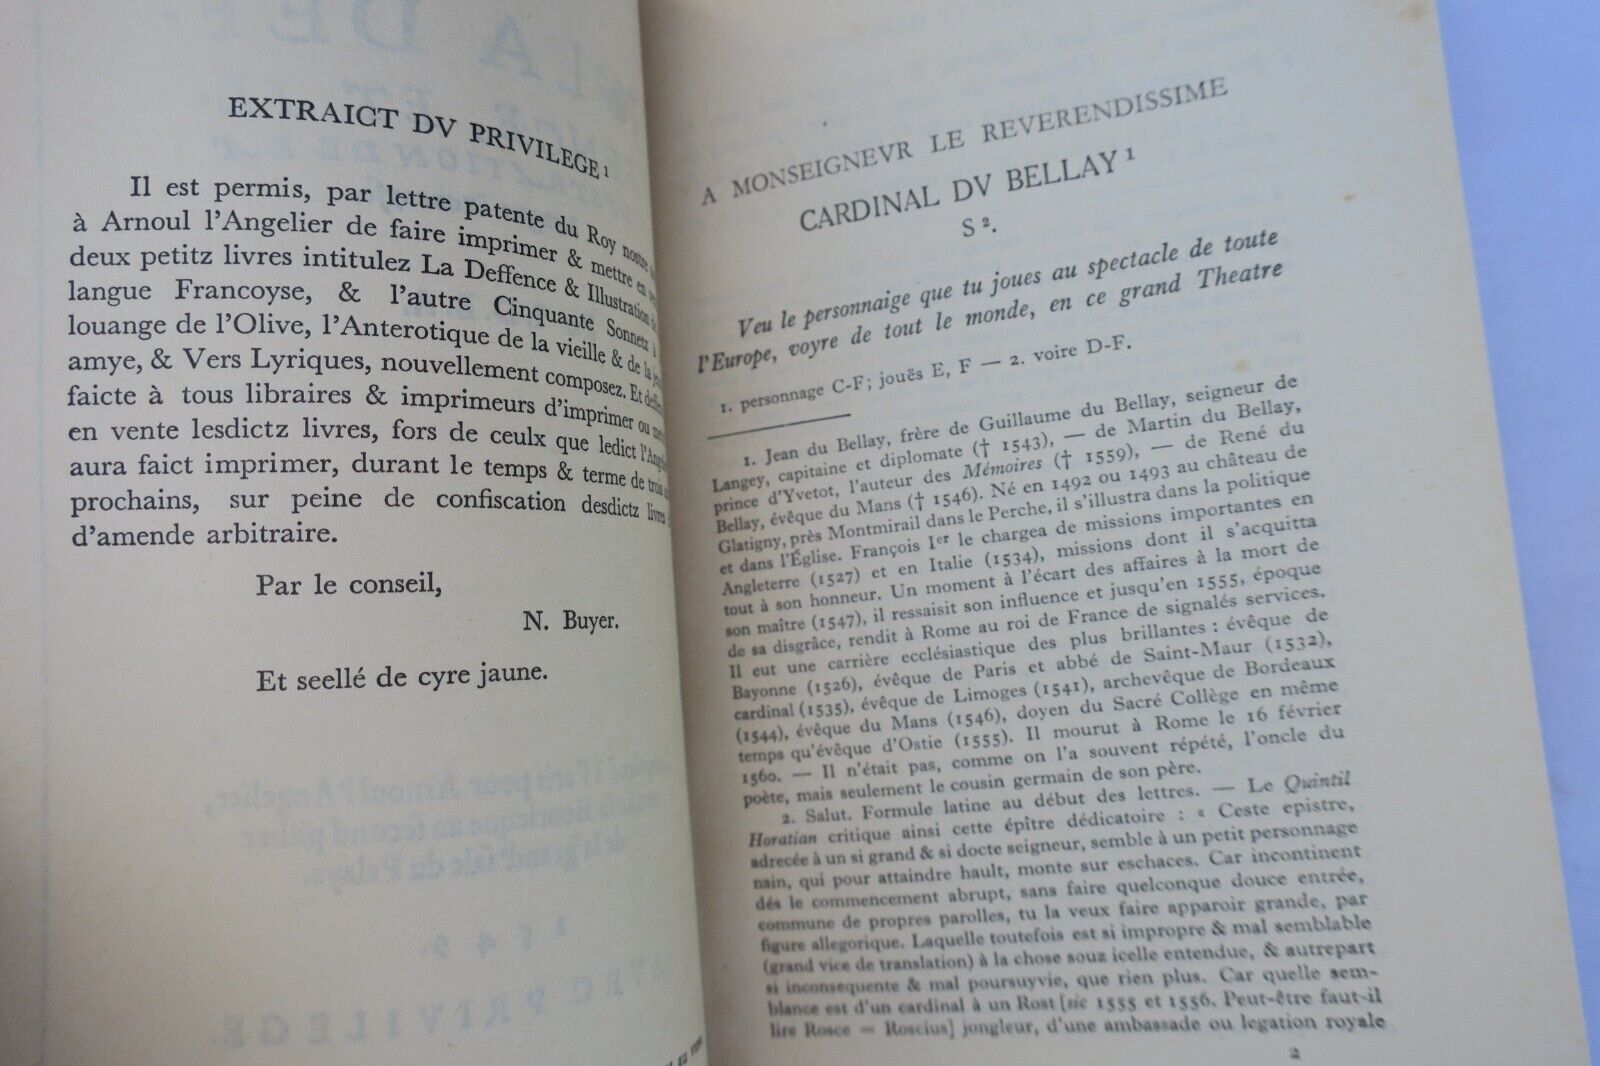 EXTRAICT DV PRIVILEGE¹
Il est permis, par lettre patente du Roy nostre
à Arnoul l'Angelier de faire imprimer & mettre en
deux petitz livres intitulez La Deffence & Illustration
langue Francoyse, & l'autre Cinquante Sonnetz à
louange de l'Olive, l'Anterotique de la vieille & de la
amye, & Vers Lyriques, nouvellement composez. Et
faicte à tous libraires & imprimeurs d'imprimer ou
en vente lesdictz livres, fors de ceulx que ledict
aura faict imprimer, durant le temps & terme de trois
prochains, sur peine de confiscation desdictz livres
d'amende arbitraire.
Par le conseil,
N. Buyer.
Et seellé de cyre jaune.
A MONSEIGNEVR LE REVERENDISSIME
CARDINAL DV BELLAY¹
S².
Veu le personnaige que tu joues au spectacle de toute
l'Europe, voyre de tout le monde, en ce grand Theatre
1. personnage C-F; jouës E, F — 2. voire D-F.
1. Jean du Bellay, frère de Guillaume du Bellay, seigneur de
Langey, capitaine et diplomate († 1543), — de Martin du Bellay,
prince d'Yvetot, l'auteur des Mémoires († 1559), — de René du
Bellay, évêque du Mans († 1546). Né en 1492 ou 1493 au château de
Glatigny, près Montmirail dans le Perche, il s'illustra dans la politique
et dans l'Église. François Iᵉʳ le chargea de missions importantes en
Angleterre (1527) et en Italie (1534), missions dont il s'acquitta
tout à son honneur. Un moment à l'écart des affaires à la mort de
son maître (1547), il ressaisit son influence et jusqu'en 1555, époque
de sa disgrâce, rendit à Rome au roi de France de signalés services.
Il eut une carrière ecclésiastique des plus brillantes : évêque de
Bayonne (1526), évêque de Paris et abbé de Saint-Maur (1532),
cardinal (1535), évêque de Limoges (1541), archevêque de Bordeaux
(1544), évêque du Mans (1546), doyen du Sacré Collège en même
temps qu'évêque d'Ostie (1555). Il mourut à Rome le 16 février
1560. — Il n'était pas, comme on l'a souvent répété, l'oncle du
poète, mais seulement le cousin germain de son père.
2. Salut. Formule latine au début des lettres. — Le Quintil
Horatian critique ainsi cette épître dédicatoire : « Ceste epistre,
adrecée à un si grand & si docte seigneur, semble à un petit personnage
nain, qui pour attaindre hault, monte sur eschaces. Car incontinent
dés le commencement abrupt, sans faire quelconque douce entrée,
commune de propres parolles, tu la veux faire apparoir grande, par
figure allegorique. Laquelle toutefois est si impropre & mal semblable
(grand vice de translation) à la chose souz icelle entendue, & autrepart
si inconsequente & mal poursuyvie, que rien plus. Car quelle sem-
blance est d'un cardinal à un Rost [sic 1555 et 1556. Peut-être faut-il
lire Rosce = Roscius] jongleur, d'une ambassade ou legation royale
2